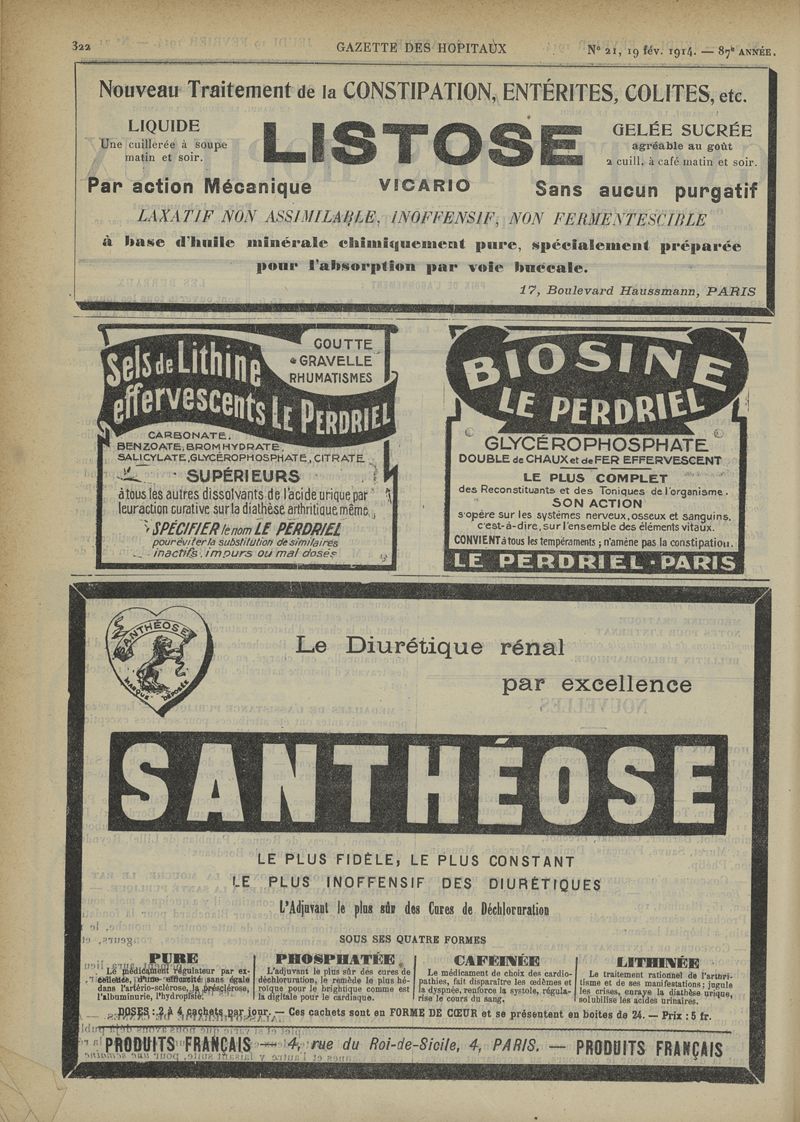 322
GAZETTE DES HOPITAUX
N° 21, 19 fév. 1914. — 87e ANNÉE.
Nouveau Traitement de la CONSTIPATION, ENTÉRITES, COLITES, etc.
LIQUIDE
Une cuillerée à soupe
matin et soir.
LISTOSE
VICARIO
GELÉE SUCRÉE
agréable au goût
2 cuill. à café matin et soir.
Par action Mécanique
Sans aucun purgatif
LAXATIF NON ASSIMILABLE, INOFFENSIF, NON FERMENTESCIBLE
à base d'huile minérale chimiquement pure, spécialement préparée
pour l'absorption par voie buccale.
17, Boulevard Haussmann, PARIS
Sels de Lithine
effervescents LE PERDRIEL
GOUTTE
GRAVELLE
RHUMATISMES
CARBONATE,
BENZOATE, BROMHYDRATE,
SALICYLATE, GLYCÉROPHOSPHATE, CITRATE
SUPÉRIEURS
à tous les autres dissolvants de l'acide urique par
leur action curative sur la diathèse arthritique même.
SPÉCIFIER le nom LE PERDRIEL
pour éviter la substitution de similaires
inactifs, impurs ou mal dosés
BIOSINE
LE PERDRIEL
GLYCÉROPHOSPHATE
DOUBLE de CHAUX et de FER EFFERVESCENT
LE PLUS COMPLET
des Reconstituants et des Toniques de l'organisme.
SON ACTION
s'opère sur les systèmes nerveux, osseux et sanguins,
c'est-à-dire, sur l'ensemble des éléments vitaux.
CONVIENT à tous les tempéraments ; n'amène pas la constipation.
LE PERDRIEL - PARIS
SANTHÉOSE
MARQUE DÉPOSÉE
Le Diurétique rénal
par excellence
SANTHÉOSE
LE PLUS FIDÈLE, LE PLUS CONSTANT
LE PLUS INOFFENSIF DES DIURÉTIQUES
L'Adjuvant le plus sûr des Cures de Déchloruration
SOUS SES QUATRE FORMES
PURE
Le médicament régulateur par ex-
cellence, d'une efficacité sans égale
dans l'artério-sclérose, la présclérose,
l'albuminurie, l'hydropisie.
PHOSPHATÉE
L'adjuvant le plus sûr des cures de
déchloruration, le remède le plus hé-
roïque pour le brightique comme est
la digitale pour le cardiaque.
CAFÉINÉE
Le médicament de choix des cardio-
pathies, fait disparaître les œdèmes et
la dyspnée, renforce la systole, régula-
rise le cours du sang.
LITHINÉE
Le traitement rationnel de l'arthri-
tisme et de ses manifestations ; jugule
les crises, enraye la diathèse urique,
solubilise les acides urinaires.
DOSES : 2 à 4 cachets par jour. — Ces cachets sont en FORME DE CŒUR et se présentent en boites de 24. — Prix : 5 fr.
PRODUITS FRANÇAIS — 4, rue du Roi-de-Sicile, 4, PARIS. — PRODUITS FRANÇAIS